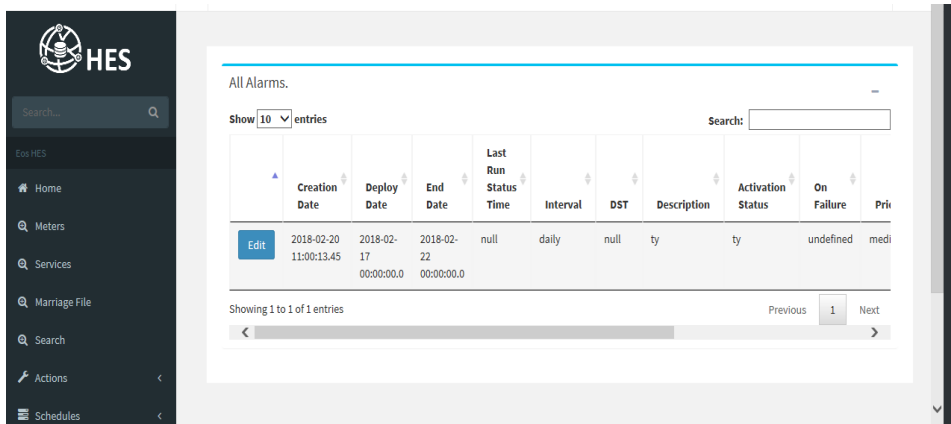 HES
Search...
Eos HES
Home
Meters
Services
Marriage File
Search
Actions
Schedules
All Alarms.
Show 10 entries
Search:
Creation Date
Deploy Date
End Date
Last Run Status Time
Interval
DST
Description
Activation Status
On Failure
Edit
2018-02-20 11:00:13.45
2018-02-17 00:00:00.0
2018-02-22 00:00:00.0
null
daily
null
ty
ty
undefined
Showing 1 to 1 of 1 entries
Previous 1 Next